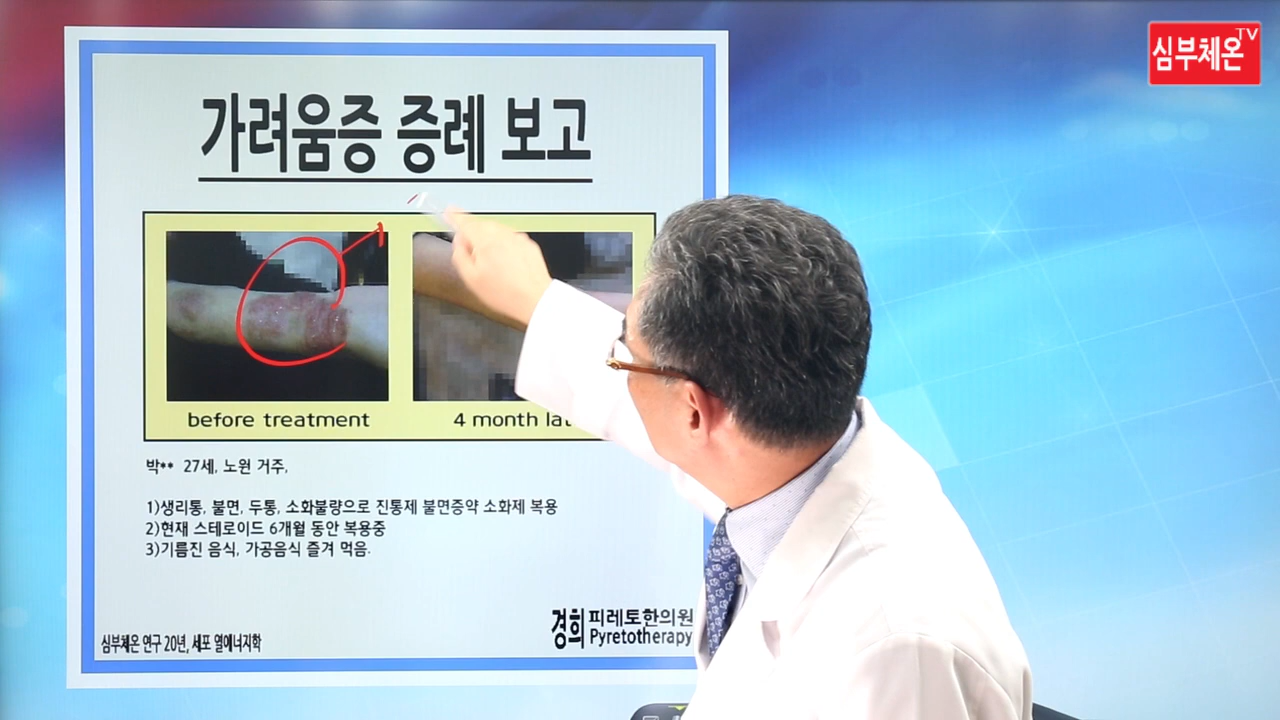 심부체온TV
가려움증 증례 보고
before treatment
4 month
박** 27세, 노원 거주,
1)생리통, 불면, 두통, 소화불량으로 진통제 불면증약 소화제 복용
2)현재 스테로이드 6개월 동안 복용중
3)기름진 음식, 가공음식 즐겨 먹음.
경희 피레토한의원
Pyretotherapy
심부체온 연구 20년, 세포 열에너지학